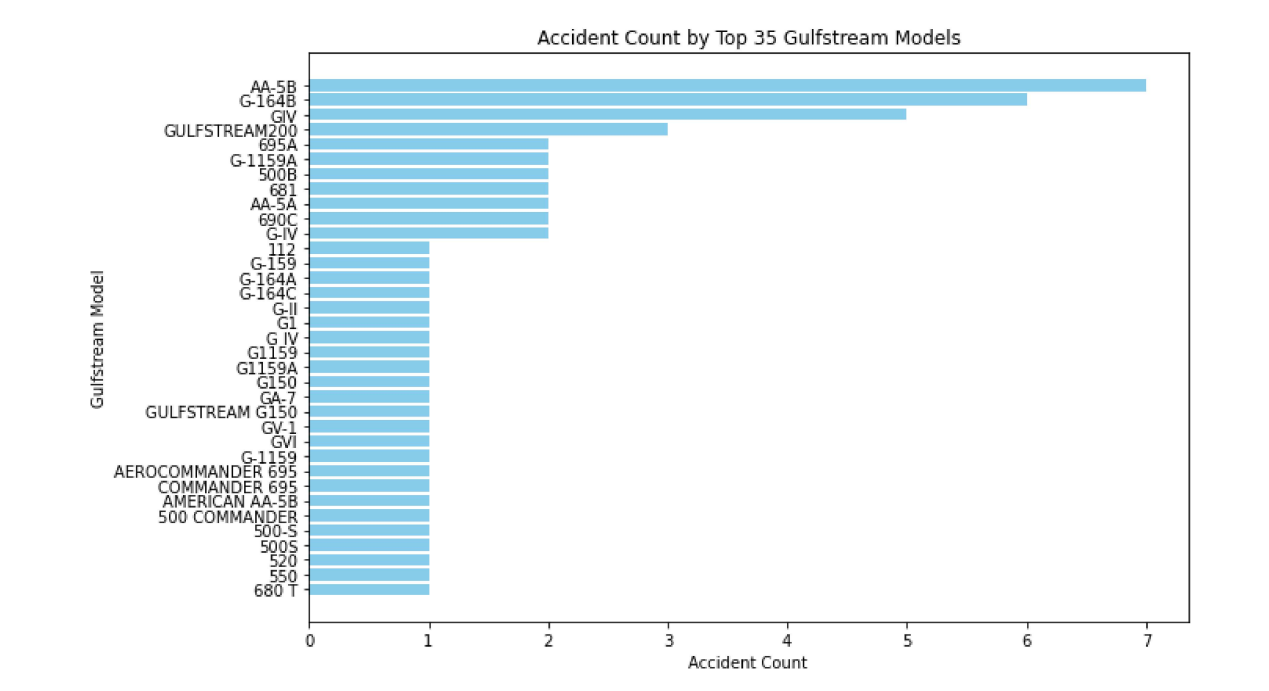 Accident Count by Top 35 Gulfstream Models
AA-5B
G-164B
GIV
GULFSTREAM200
695A
G-1159A
500B
681
AA-5A
690C
G-IV
112
G-159
G-164A
G-164C
G-II
G1
G IV
G1159
G1159A
G150
GA-7
GULFSTREAM G150
GV-1
GVI
G-1159
AEROCOMMANDER 695
COMMANDER 695
AMERICAN AA-5B
500 COMMANDER
500-S
500S
520
550
680 T
Gulfstream Model
0 1 2 3 4 5 6 7
Accident Count